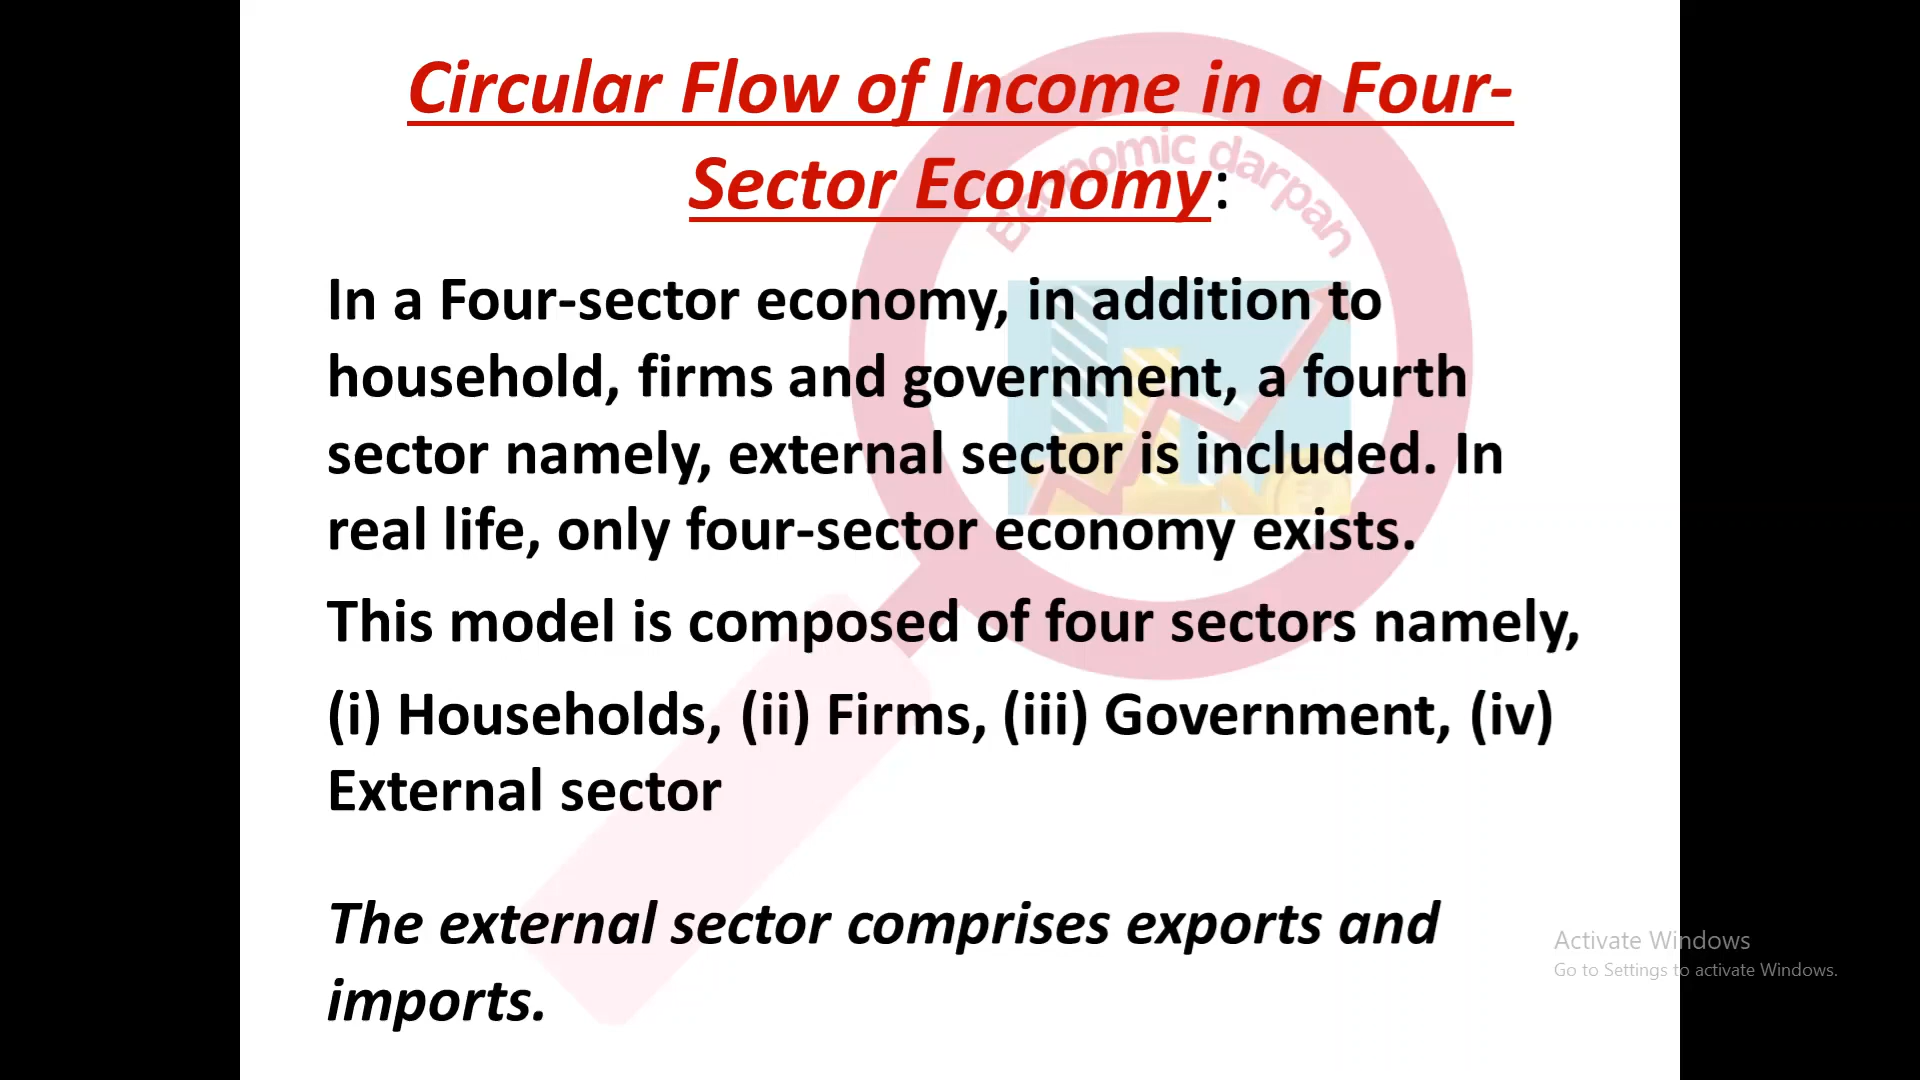 Circular Flow of Income in a Four-
Sector Economy:
Economic darpan
In a Four-sector economy, in addition to
household, firms and government, a fourth
sector namely, external sector is included. In
real life, only four-sector economy exists.
This model is composed of four sectors namely,
(i) Households, (ii) Firms, (iii) Government, (iv)
External sector
The external sector comprises exports and
imports.
Activate Windows
Go to Settings to activate Windows.